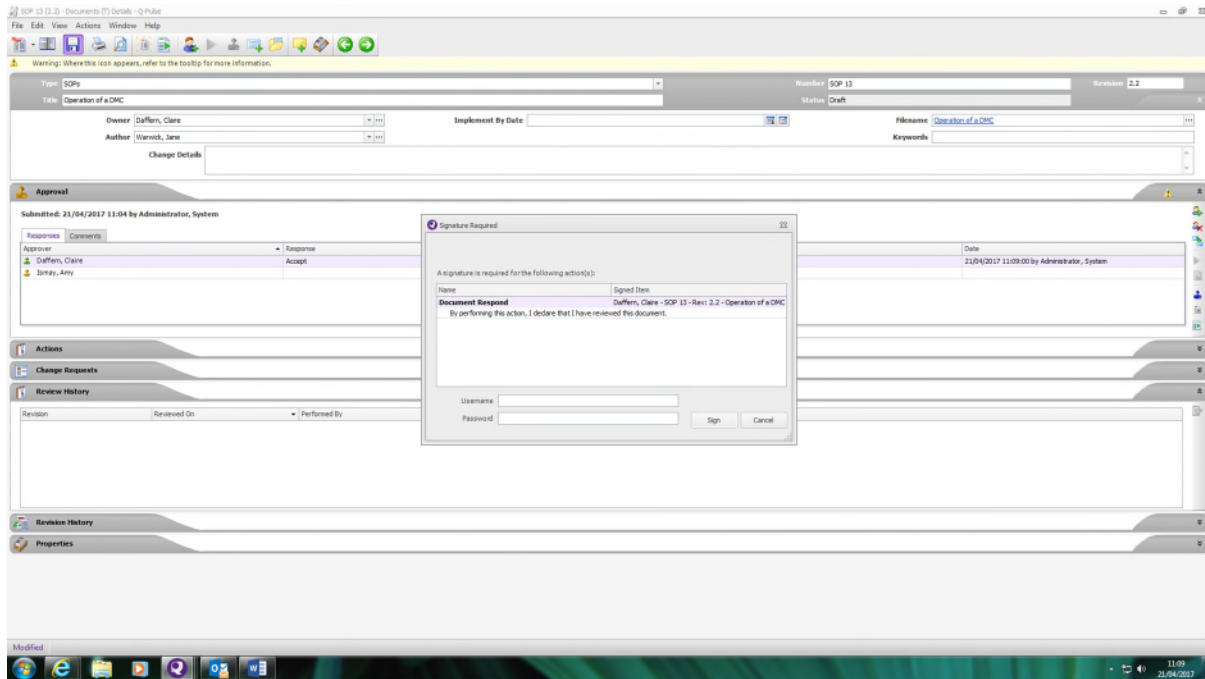 SOP 13 [2.2] - Documents (T) Details - Q-Pulse
File Edit View Actions Window Help
Warning: Where this icon appears, refer to the tooltip for more information.
Type SOPs Number SOP 13 Revision 2.2
Title Operation of a DMC Status Draft
Owner Daffern, Claire Implement By Date Filename Operation of a DMC
Author Warwick, Jane Keywords
Change Details
Approval
Submitted: 21/04/2017 11:04 by Administrator, System
Responses Comments
Approver Response Date
Daffern, Claire Accept 21/04/2017 11:09:00 by Administrator, System
Ismay, Amy
Signature Required
A signature is required for the following action(s):
Name Signed Item
Document Respond Daffern, Claire - SOP 13 - Rev: 2.2 - Operation of a DMC
By performing this action, I declare that I have reviewed this document.
Username
Password Sign Cancel
Actions
Change Requests
Review History
Revision Reviewed On Performed By
Revision History
Properties
Modified
11:09
21/04/2017